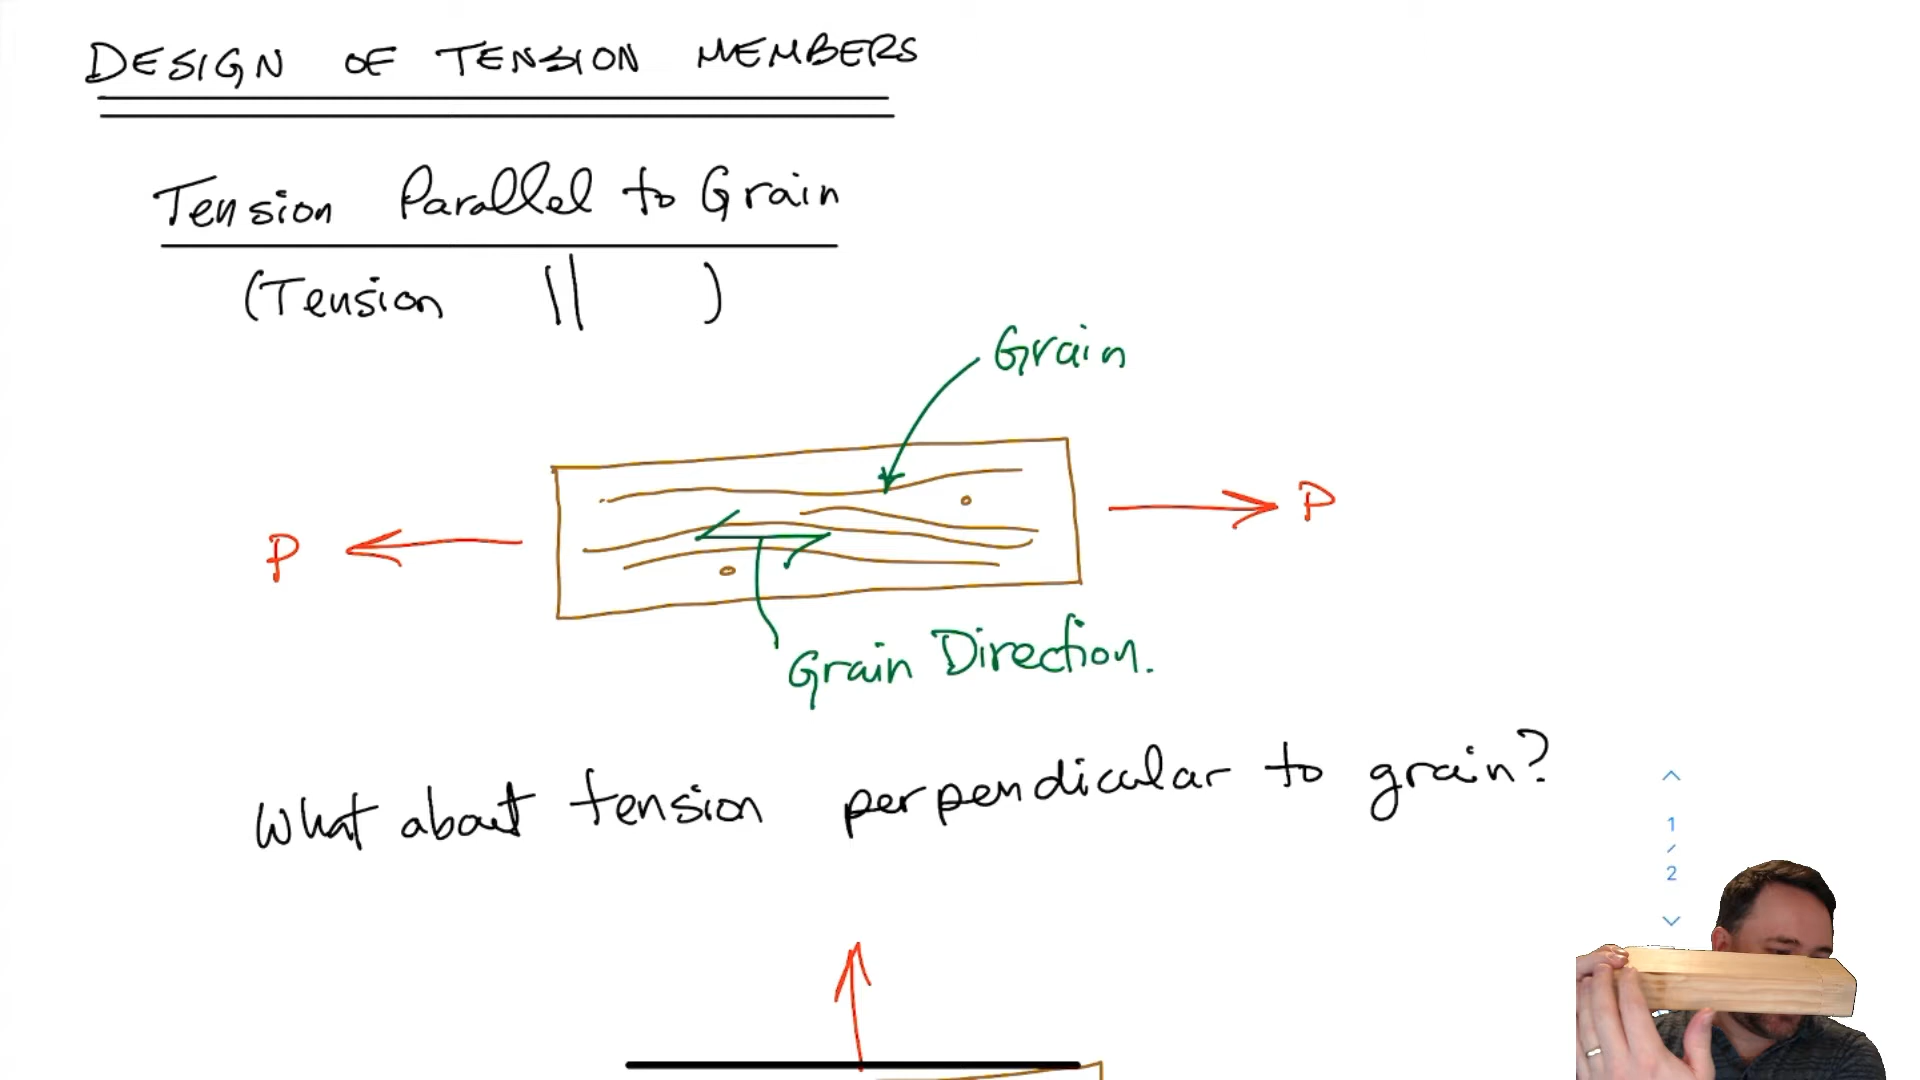 DESIGN OF TENSION MEMBERS
Tension Parallel to Grain
(Tension || )
Grain
P
P
Grain Direction.
What about tension perpendicular to grain?
1
/
2